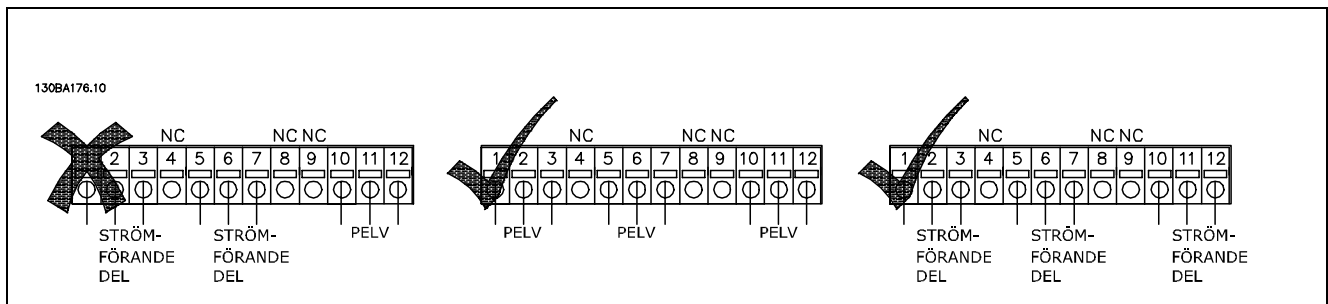 130BA176.10
NC NC NC
2 3 4 5 6 7 8 9 10 11 12
STRÖM-
FÖRANDE
DEL
STRÖM-
FÖRANDE
DEL
PELV
NC NC NC
1 2 3 4 5 6 7 8 9 10 11 12
PELV PELV PELV
NC NC NC
1 2 3 4 5 6 7 8 9 10 11 12
STRÖM-
FÖRANDE
DEL
STRÖM-
FÖRANDE
DEL
STRÖM-
FÖRANDE
DEL